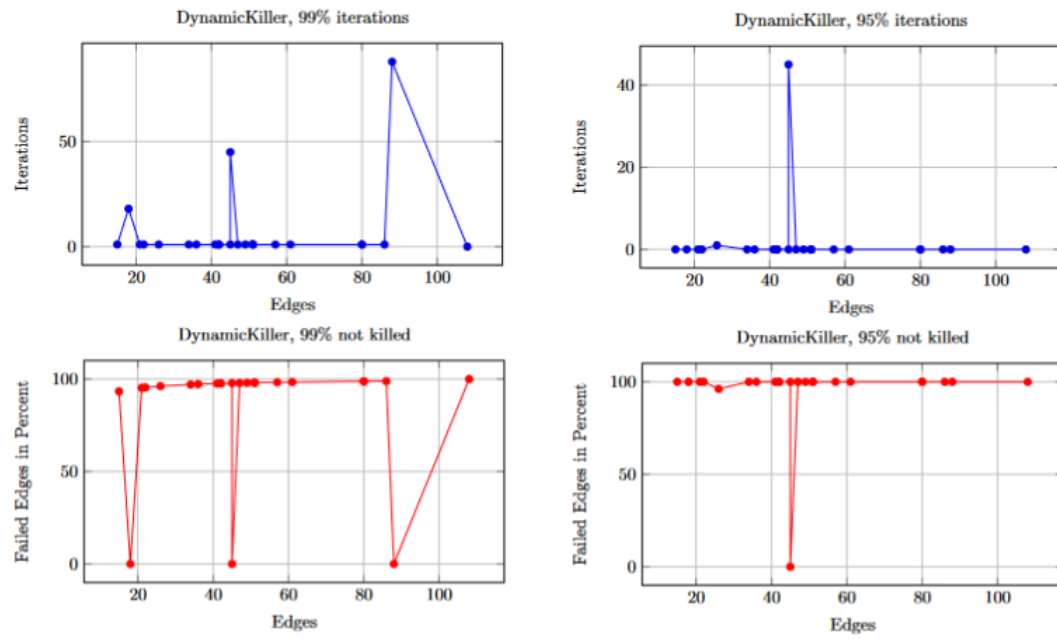 DynamicKiller, 99% iterations
50
0
Iterations
20 40 60 80 100
Edges
DynamicKiller, 95% iterations
40
20
0
Iterations
20 40 60 80 100
Edges
DynamicKiller, 99% not killed
100
50
0
Failed Edges in Percent
20 40 60 80 100
Edges
DynamicKiller, 95% not killed
100
50
0
Failed Edges in Percent
20 40 60 80 100
Edges